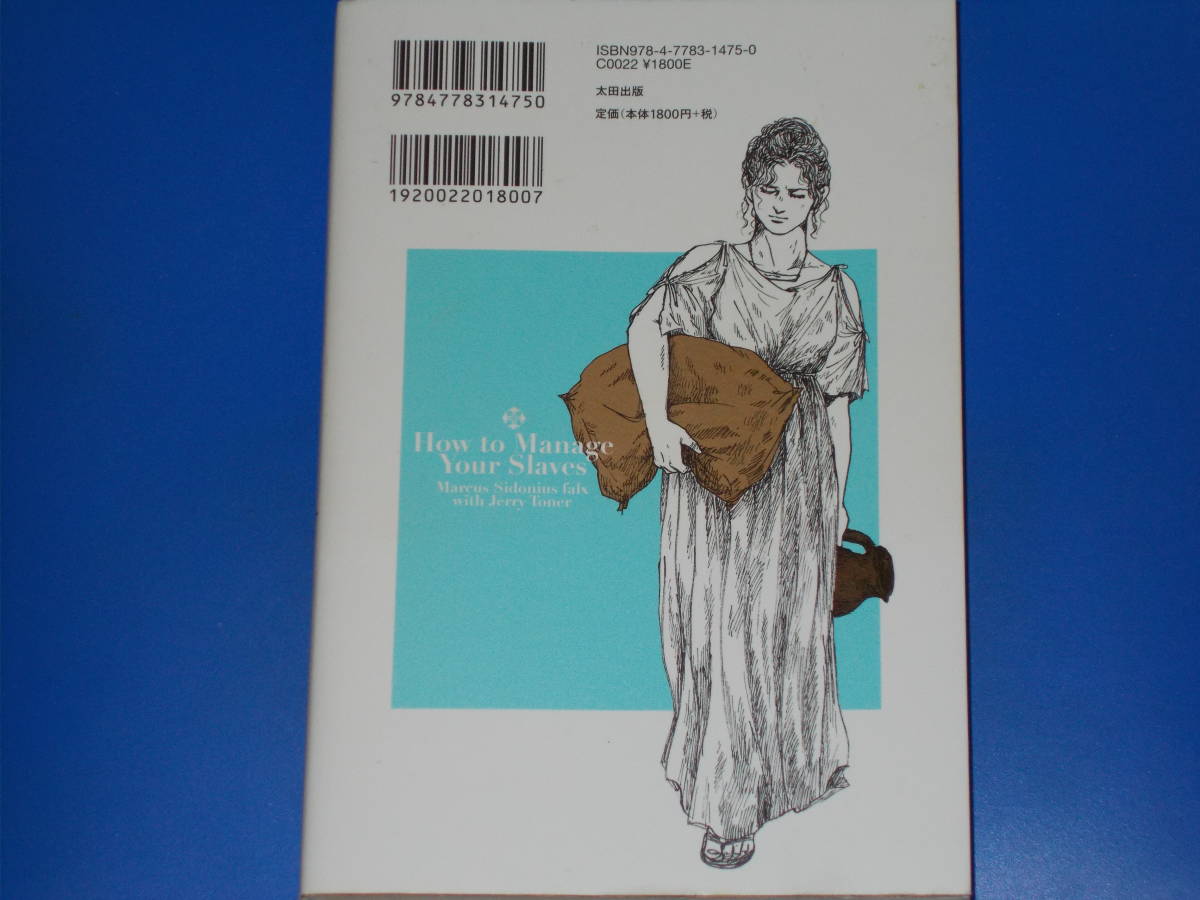 ISBN978-4-7783-1475-0
C0022 ¥1800E
9784778314750
太田出版
定価(本体1800円+税)
1920022018007
How to Manage
Your Slaves
Marcus Sidonius falx
with Jerry Toner